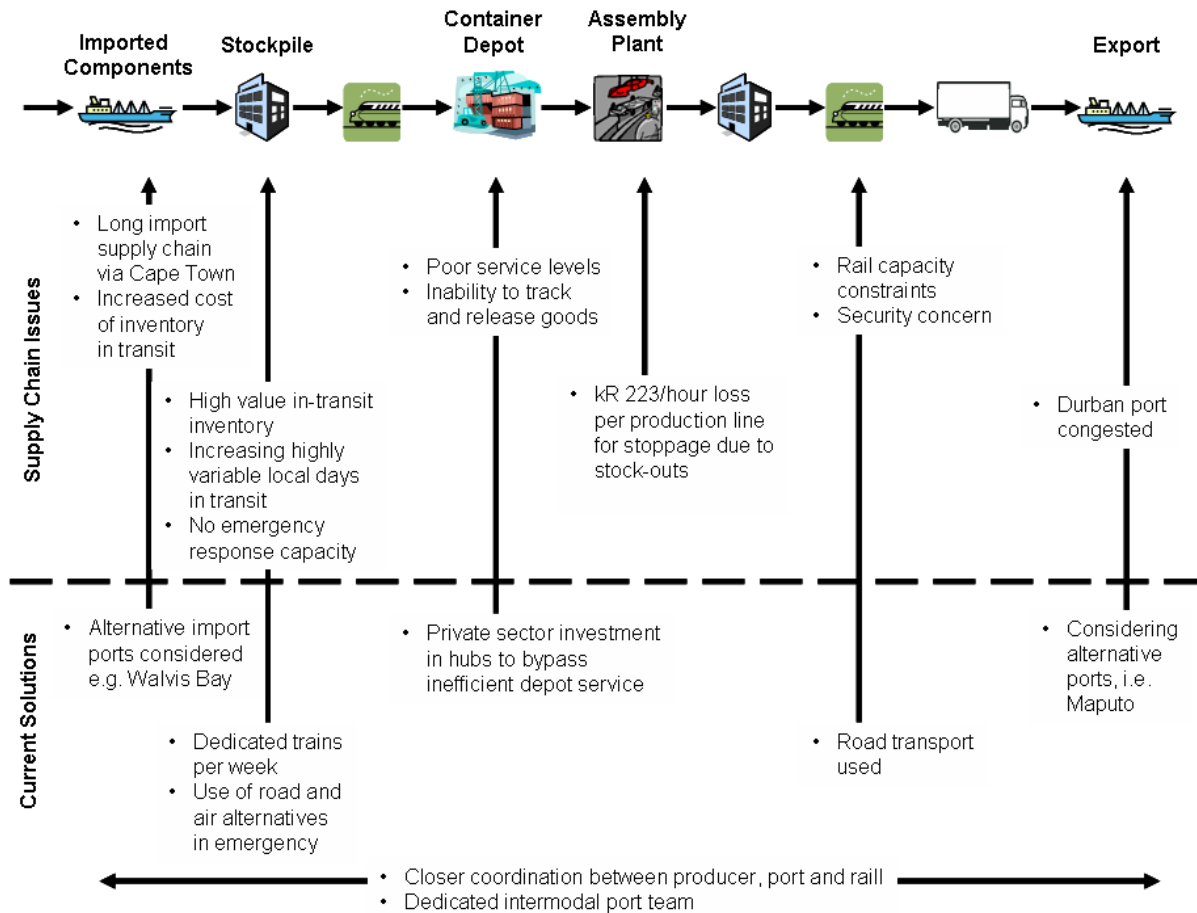 Imported
Components
Stockpile
Container
Depot
Assembly
Plant
Export
Supply Chain Issues
• Long import
supply chain
via Cape Town
• Increased cost
of inventory
in transit
• High value in-transit
inventory
• Increasing highly
variable local days
in transit
• No emergency
response capacity
• Poor service levels
• Inability to track
and release goods
• kR 223/hour loss
per production line
for stoppage due to
stock-outs
• Rail capacity
constraints
• Security concern
• Durban port
congested
Current Solutions
• Alternative import
ports considered
e.g. Walvis Bay
• Dedicated trains
per week
• Use of road and
air alternatives
in emergency
• Private sector investment
in hubs to bypass
inefficient depot service
• Road transport
used
• Considering
alternative
ports, i.e.
Maputo
• Closer coordination between producer, port and raill
• Dedicated intermodal port team